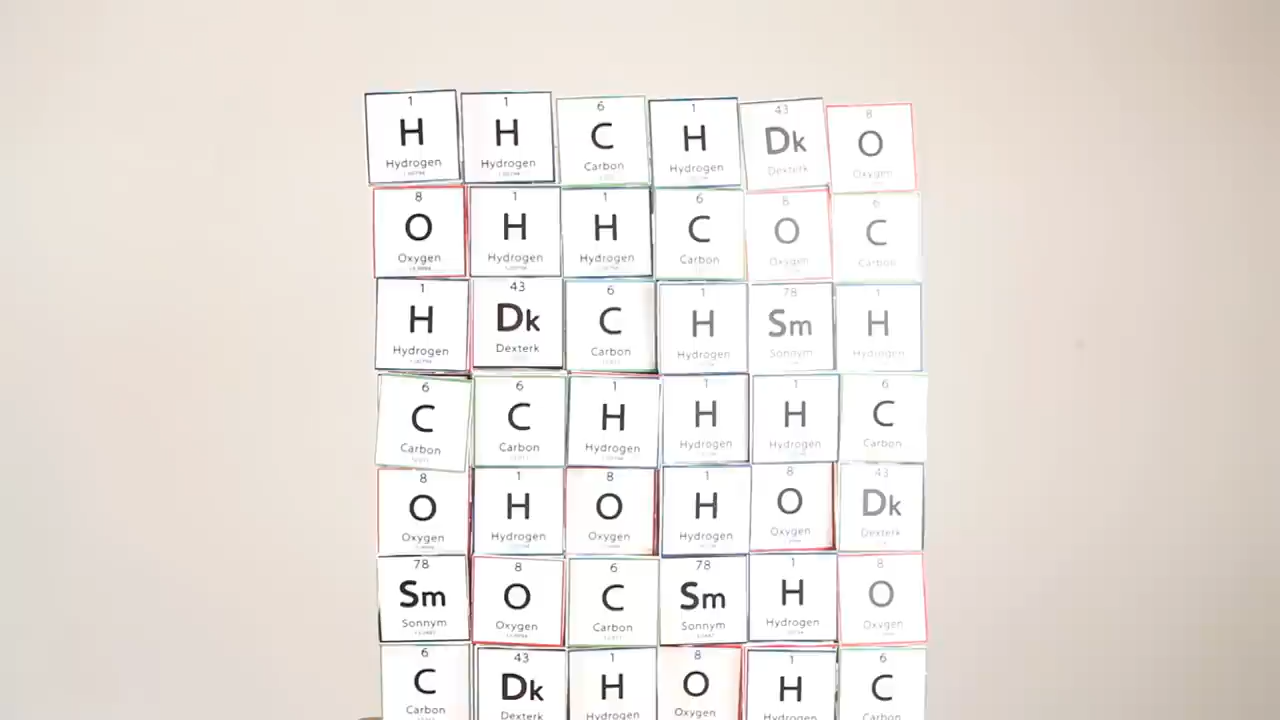 1 1 6 1 43 8
H H C H Dk O
Hydrogen Hydrogen Carbon Hydrogen Dexterk Oxygen
8 1 1 6 8 6
O H H C O C
Oxygen Hydrogen Hydrogen Carbon Oxygen Carbon
1 43 6 1 78 1
H Dk C H Sm H
Hydrogen Dexterk Carbon Hydrogen Sonnym Hydrogen
6 6 1 1 1 6
C C H H H C
Carbon Carbon Hydrogen Hydrogen Hydrogen Carbon
8 1 8 1 8 43
O H O H O Dk
Oxygen Hydrogen Oxygen Hydrogen Oxygen Dexterk
78 8 6 78 1 8
Sm O C Sm H O
Sonnym Oxygen Carbon Sonnym Hydrogen Oxygen
6 43 1 8 1 6
C Dk H O H C
Carbon Dexterk Hydrogen Oxygen Hydrogen Carbon